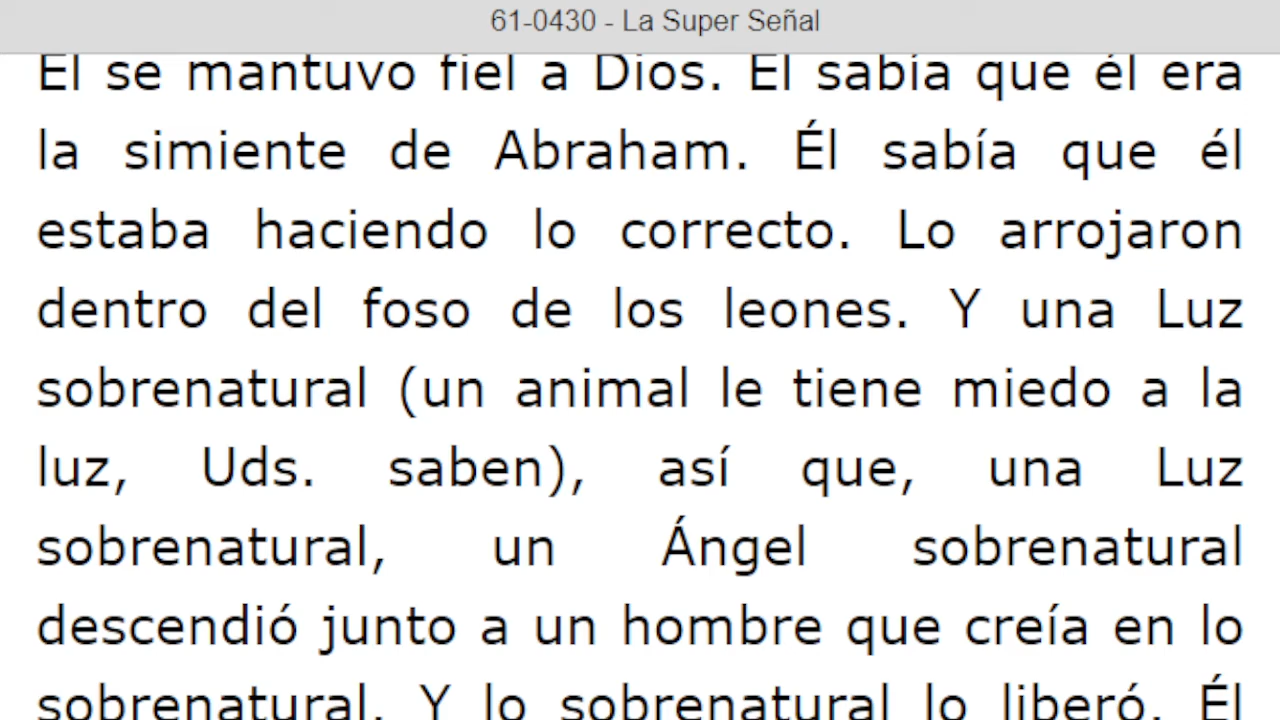 61-0430 - La Super Señal
Él se mantuvo fiel a Dios. Él sabía que él era
la simiente de Abraham. Él sabía que él
estaba haciendo lo correcto. Lo arrojaron
dentro del foso de los leones. Y una Luz
sobrenatural (un animal le tiene miedo a la
luz, Uds. saben), así que, una Luz
sobrenatural, un Ángel sobrenatural
descendió junto a un hombre que creía en lo
sobrenatural. Y lo sobrenatural lo liberó. Él